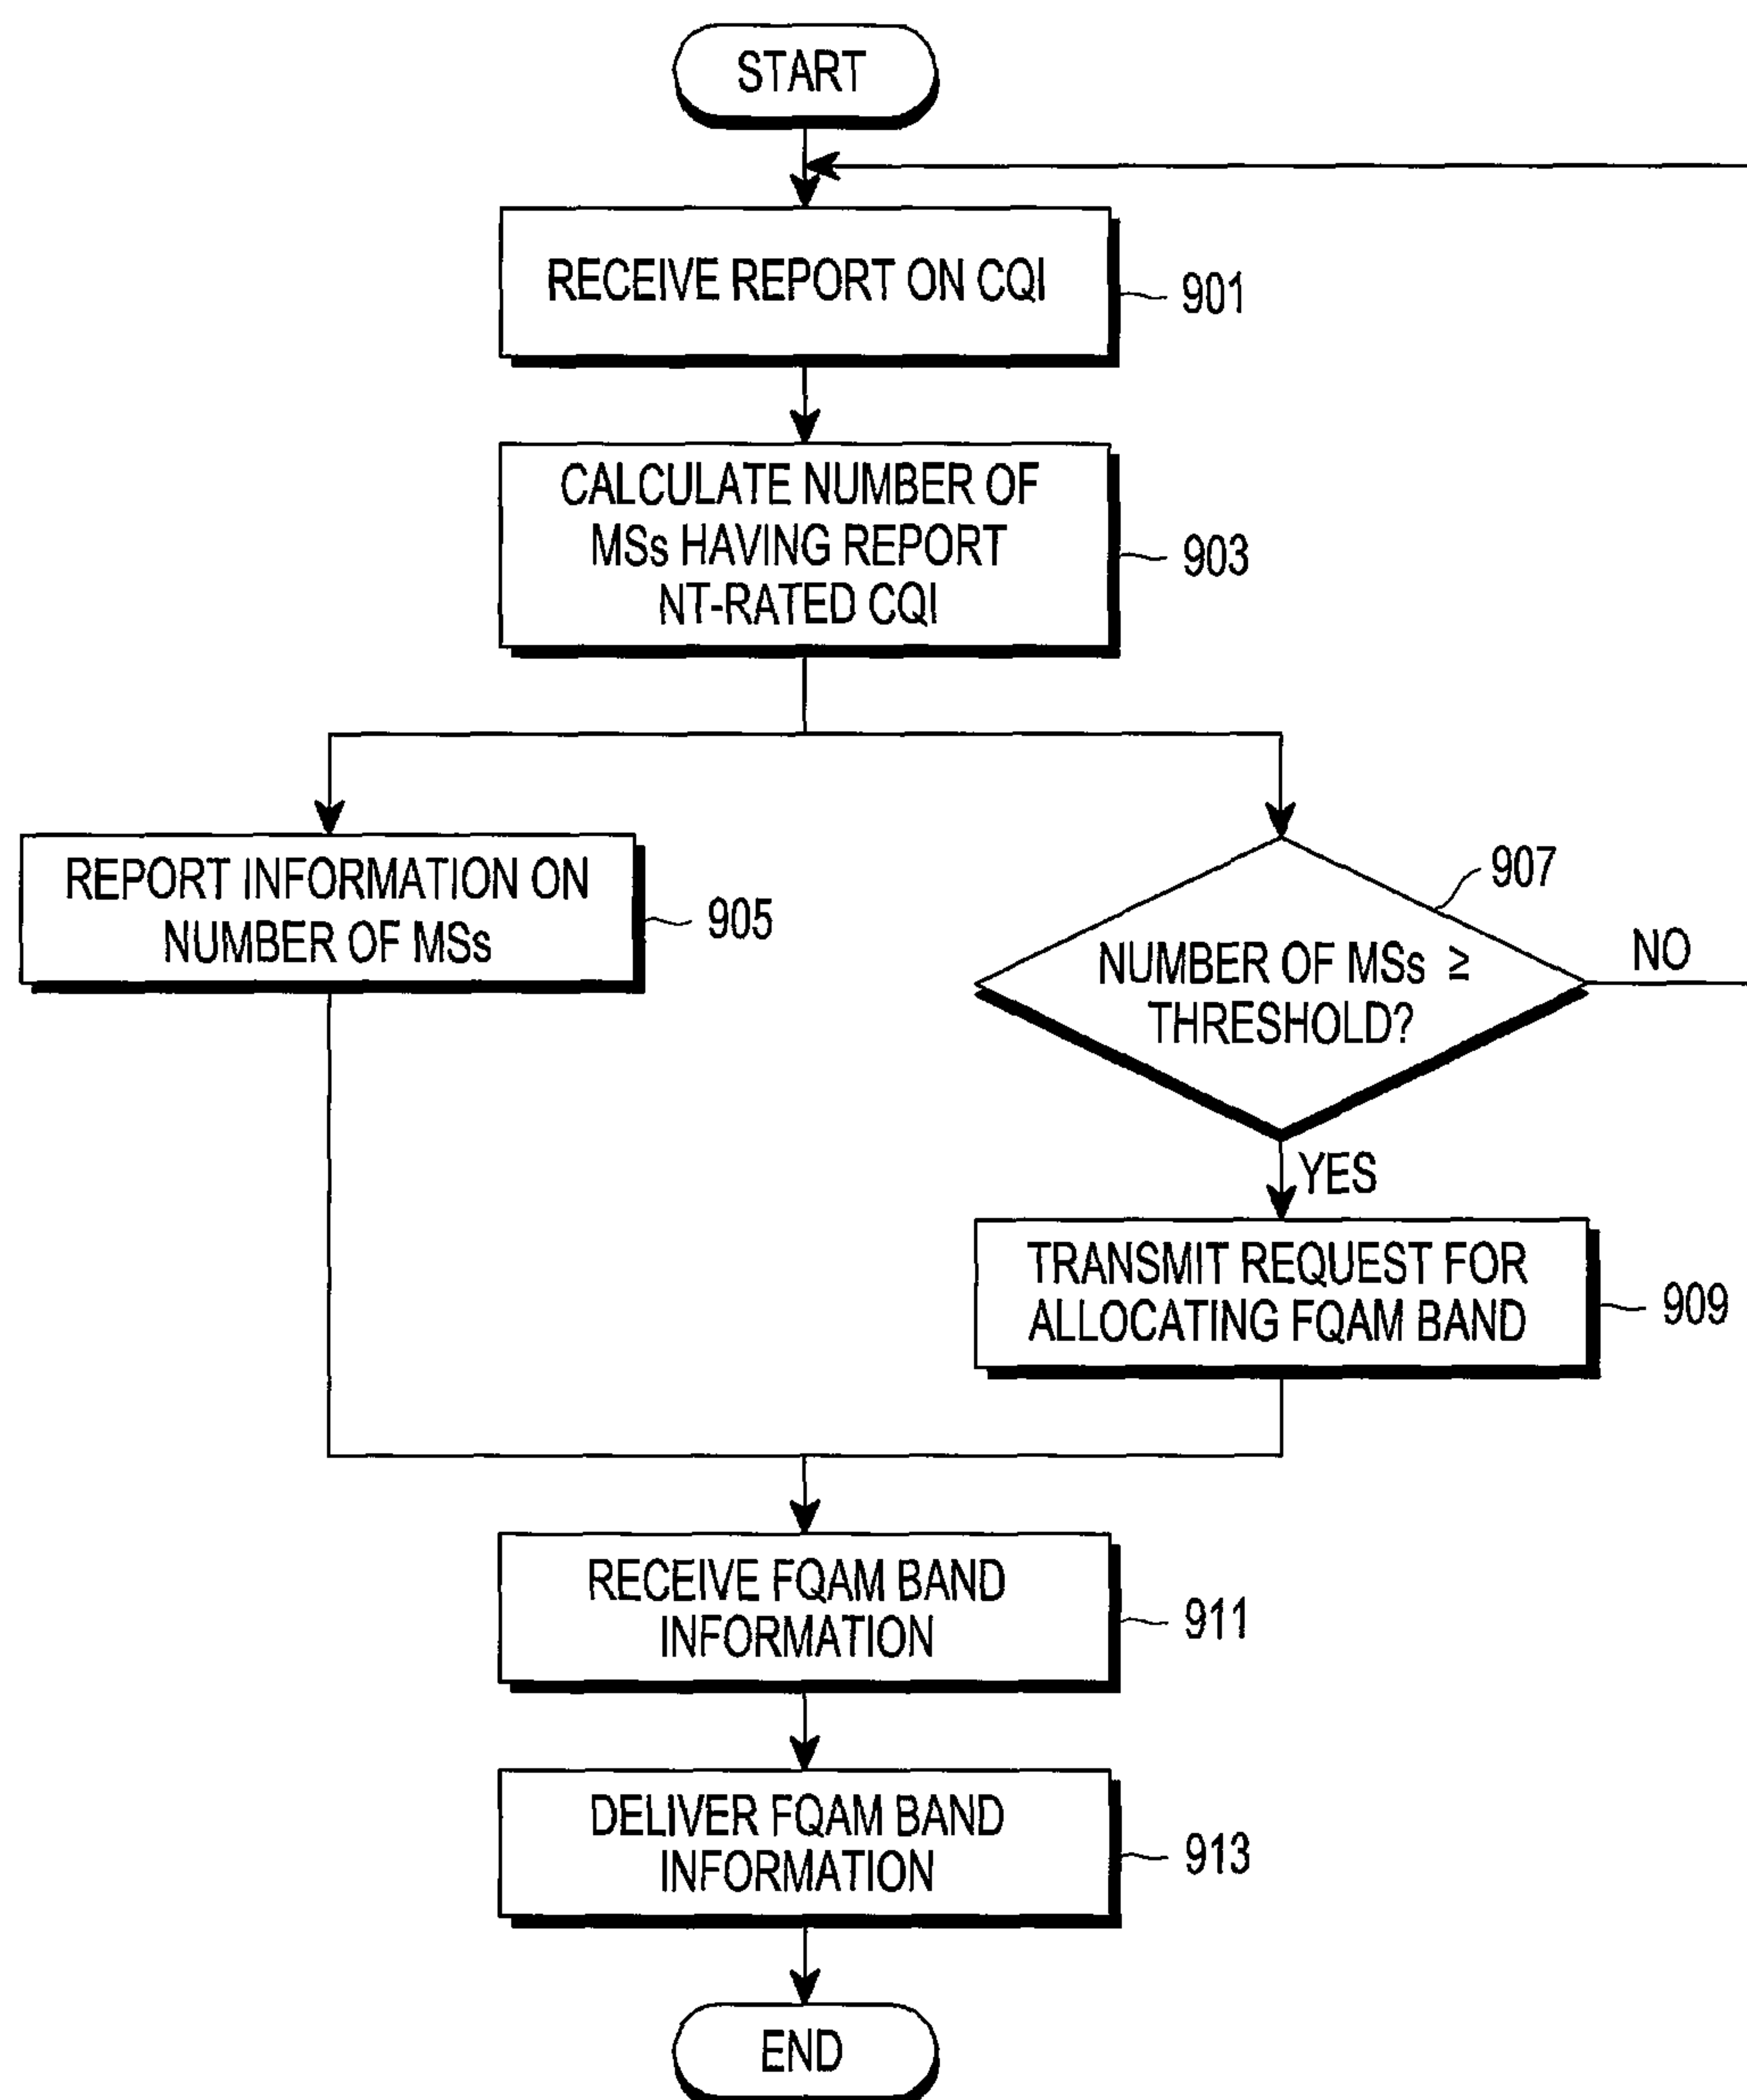 START
RECEIVE REPORT ON CQI
901
CALCULATE NUMBER OF
MSs HAVING REPORT
NT-RATED CQI
903
REPORT INFORMATION ON
NUMBER OF MSs
905
907
NUMBER OF MSs ≥
THRESHOLD?
NO
YES
TRANSMIT REQUEST FOR
ALLOCATING FQAM BAND
909
RECEIVE FQAM BAND
INFORMATION
911
DELIVER FQAM BAND
INFORMATION
913
END